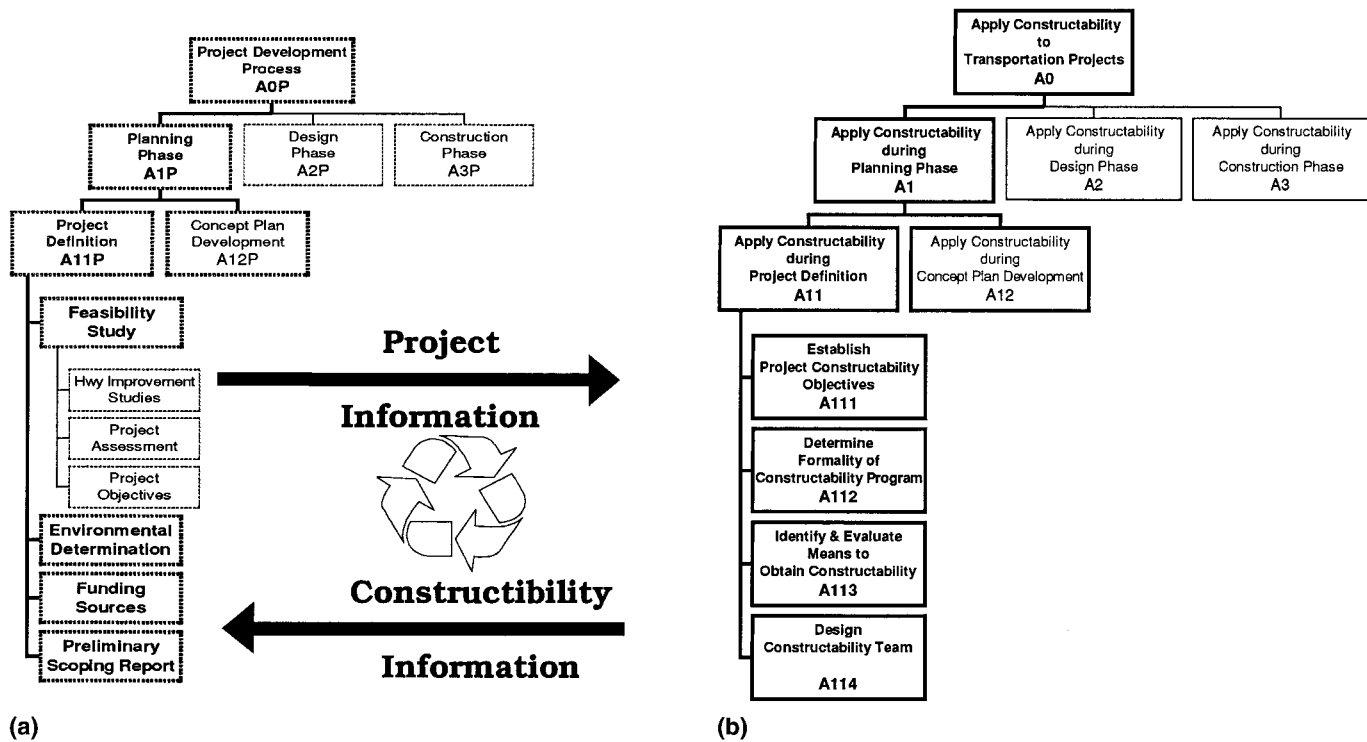 Project Development
Process
A0P
Planning
Phase
A1P
Design
Phase
A2P
Construction
Phase
A3P
Project
Definition
A11P
Concept Plan
Development
A12P
Feasibility
Study
Hwy Improvement
Studies
Project
Assessment
Project
Objectives
Environmental
Determination
Funding
Sources
Preliminary
Scoping Report
Project
Information
Constructibility
Information
(a)
Apply Constructability
to
Transportation Projects
A0
Apply Constructability
during
Planning Phase
A1
Apply Constructability
during
Design Phase
A2
Apply Constructability
during
Construction Phase
A3
Apply Constructability
during
Project Definition
A11
Apply Constructability
during
Concept Plan Development
A12
Establish
Project Constructability
Objectives
A111
Determine
Formality of
Constructability Program
A112
Identify & Evaluate
Means to
Obtain Constructability
A113
Design
Constructability Team
A114
(b)